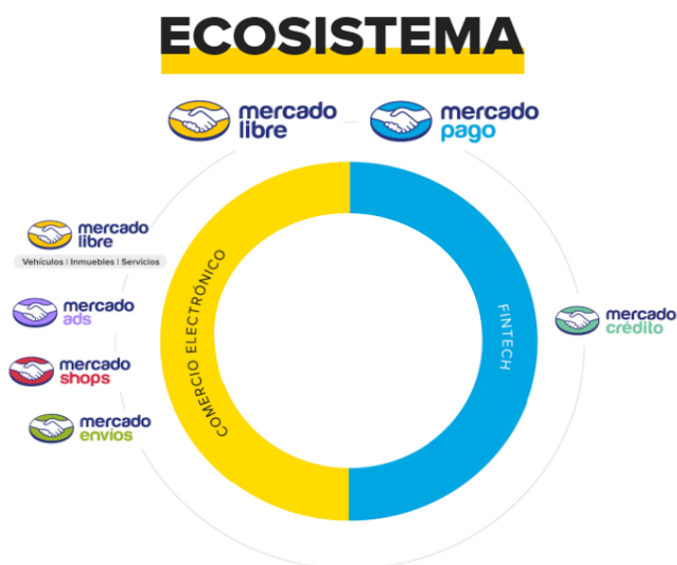 ECOSISTEMA
mercado
libre
mercado
pago
mercado
libre
Vehículos | Inmuebles | Servicios
mercado
ads
mercado
shops
mercado
envíos
COMERCIO ELECTRÓNICO
FINTECH
mercado
crédito